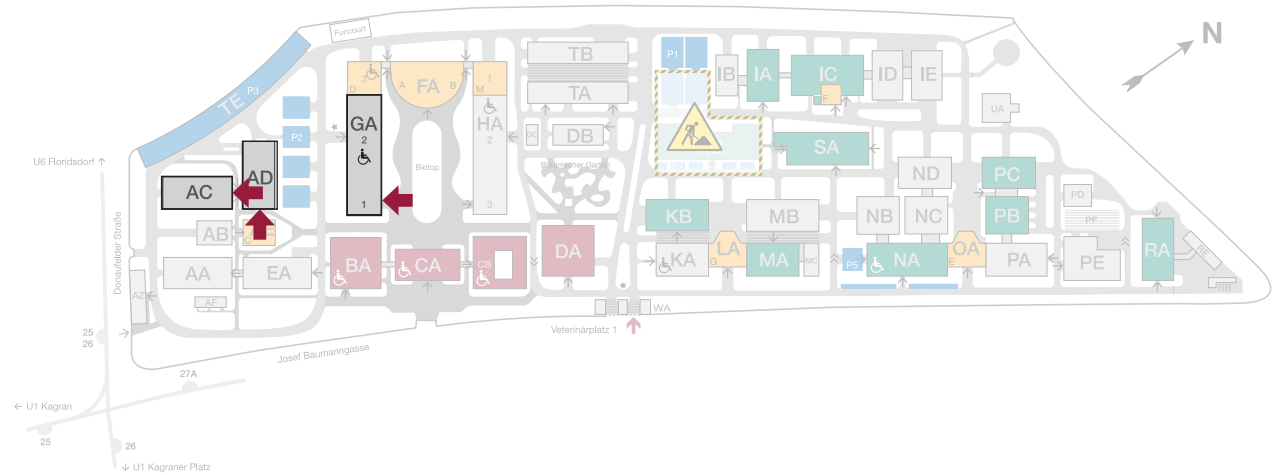 Funcourt
N
P1
TB
TA
IB
IA
IC
F
ID
IE
UA
TE
P3
3
D
A
FA
B
1
M
P2
GA
2
1
Biotop
HA
2
3
DC
DB
Botanischer Garten
SA
ND
PC
PD
PF
U6 Floridsdorf ↑
AD
AC
AB
C
KB
MB
NB
NC
PB
RA
RE
RB
Donaufelder Straße
AA
EA
BA
CA
CB
DA
KA
LA
G
MA
MC
P5
NA
OA
E
PA
PE
AZ
AF
WA
Veterinärplatz 1
25
26
Josef Baumanngasse
27A
← U1 Kagran
25
26
↓ U1 Kagraner Platz